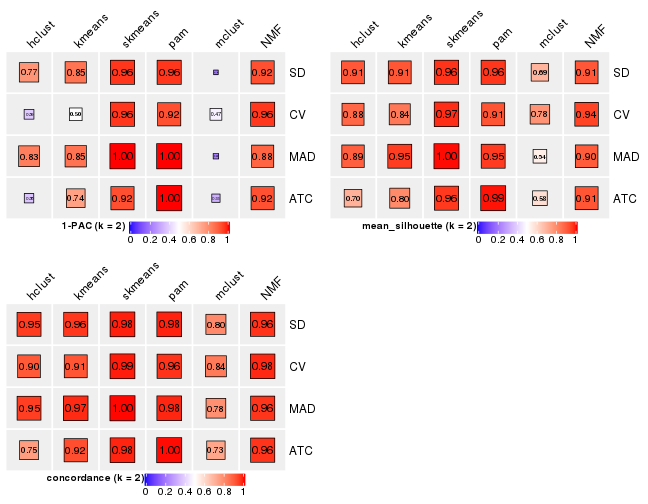 hclust kmeans skmeans pam mclust NMF
0.77 0.85 0.96 0.96 0.92 SD
0.50 0.96 0.92 0.47 0.96 CV
0.83 0.85 1.00 1.00 0.88 MAD
0.74 0.92 1.00 0.92 ATC
1-PAC (k = 2)
0 0.2 0.4 0.6 0.8 1
hclust kmeans skmeans pam mclust NMF
0.91 0.91 0.96 0.96 0.69 0.91 SD
0.88 0.84 0.97 0.91 0.78 0.94 CV
0.89 0.95 1.00 0.95 0.54 0.90 MAD
0.70 0.80 0.96 0.99 0.58 0.91 ATC
mean_silhouette (k = 2)
0 0.2 0.4 0.6 0.8 1
hclust kmeans skmeans pam mclust NMF
0.95 0.96 0.98 0.98 0.80 0.96 SD
0.90 0.91 0.99 0.96 0.84 0.98 CV
0.95 0.97 1.00 0.98 0.78 0.96 MAD
0.75 0.92 0.98 1.00 0.73 0.96 ATC
concordance (k = 2)
0 0.2 0.4 0.6 0.8 1